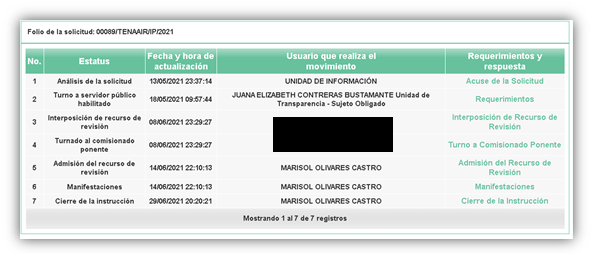 Folio de la solicitud: 00089/TENAAIR/IP/2021
No. Estatus Fecha y hora de actualización Usuario que realiza el movimiento Requerimientos y respuesta
1 Análisis de la solicitud 13/05/2021 23:37:14 UNIDAD DE INFORMACIÓN Acuse de la Solicitud
2 Turno a servidor público habilitado 18/05/2021 09:57:44 JUANA ELIZABETH CONTRERAS BUSTAMANTE Unidad de Transparencia - Sujeto Obligado Requerimientos
3 Interposición de recurso de revisión 08/06/2021 23:29:27 Interposición de Recurso de Revisión
4 Turnado al comisionado ponente 08/06/2021 23:29:27 Turno a Comisionado Ponente
5 Admisión del recurso de revisión 14/06/2021 22:10:13 MARISOL OLIVARES CASTRO Admisión del Recurso de Revisión
6 Manifestaciones 14/06/2021 22:10:13 MARISOL OLIVARES CASTRO Manifestaciones
7 Cierre de la instrucción 29/06/2021 20:20:21 MARISOL OLIVARES CASTRO Cierre de la Instrucción
Mostrando 1 al 7 de 7 registros